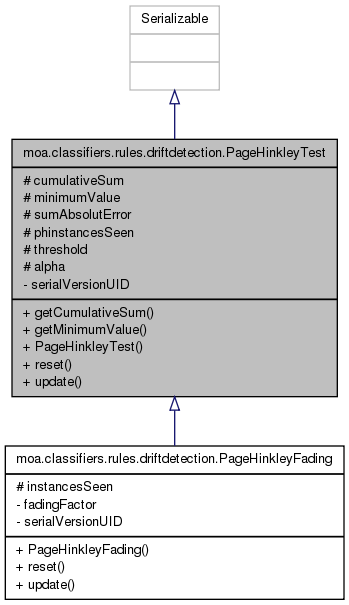 Serializable
moa.classifiers.rules.driftdetection.PageHinkleyTest
# cumulativeSum
# minimumValue
# sumAbsolutError
# phinstancesSeen
# threshold
# alpha
- serialVersionUID
+ getCumulativeSum()
+ getMinimumValue()
+ PageHinkleyTest()
+ reset()
+ update()
moa.classifiers.rules.driftdetection.PageHinkleyFading
# instancesSeen
- fadingFactor
- serialVersionUID
+ PageHinkleyFading()
+ reset()
+ update()